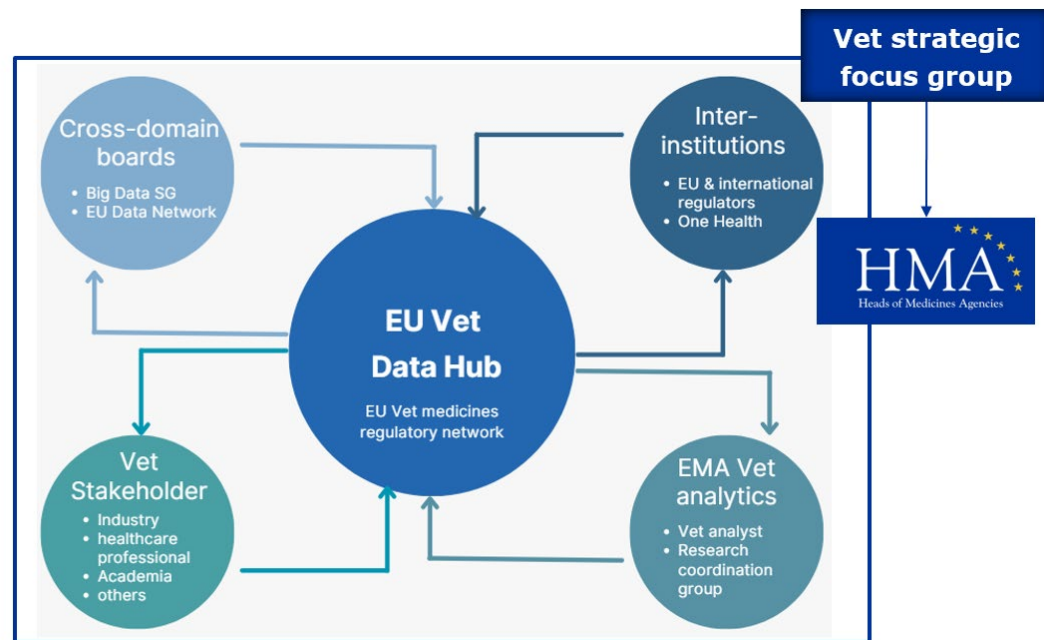 Vet strategic
focus group
Cross-domain
boards
• Big Data SG
• EU Data Network
Inter-
institutions
• EU & international
regulators
• One Health
HMA
Heads of Medicines Agencies
EU Vet
Data Hub
EU Vet medicines
regulatory network
Vet
Stakeholder
• Industry
• healthcare
professional
• Academia
• others
EMA Vet
analytics
• Vet analyst
• Research
coordination
group